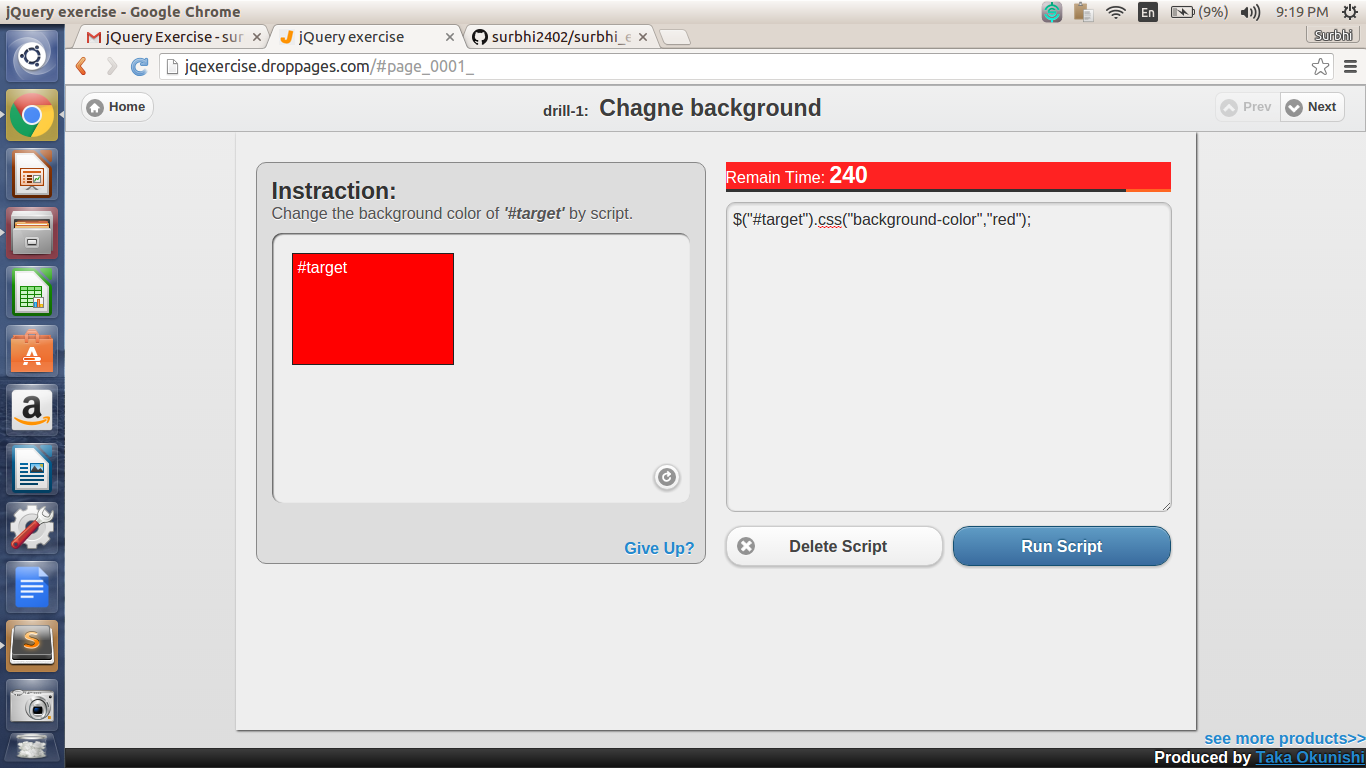 jQuery exercise - Google Chrome
En
(9%)
9:19 PM
jQuery Exercise - sur
jQuery exercise
surbhi2402/surbhi_e
Surbhi
jqexercise.droppages.com/#page_0001_
Home
drill-1: Chagne background
Prev
Next
Instraction:
Change the background color of '#target' by script.
#target
Give Up?
Remain Time: 240
$("#target").css("background-color","red");
Delete Script
Run Script
see more products>>
Produced by Taka Okunishi